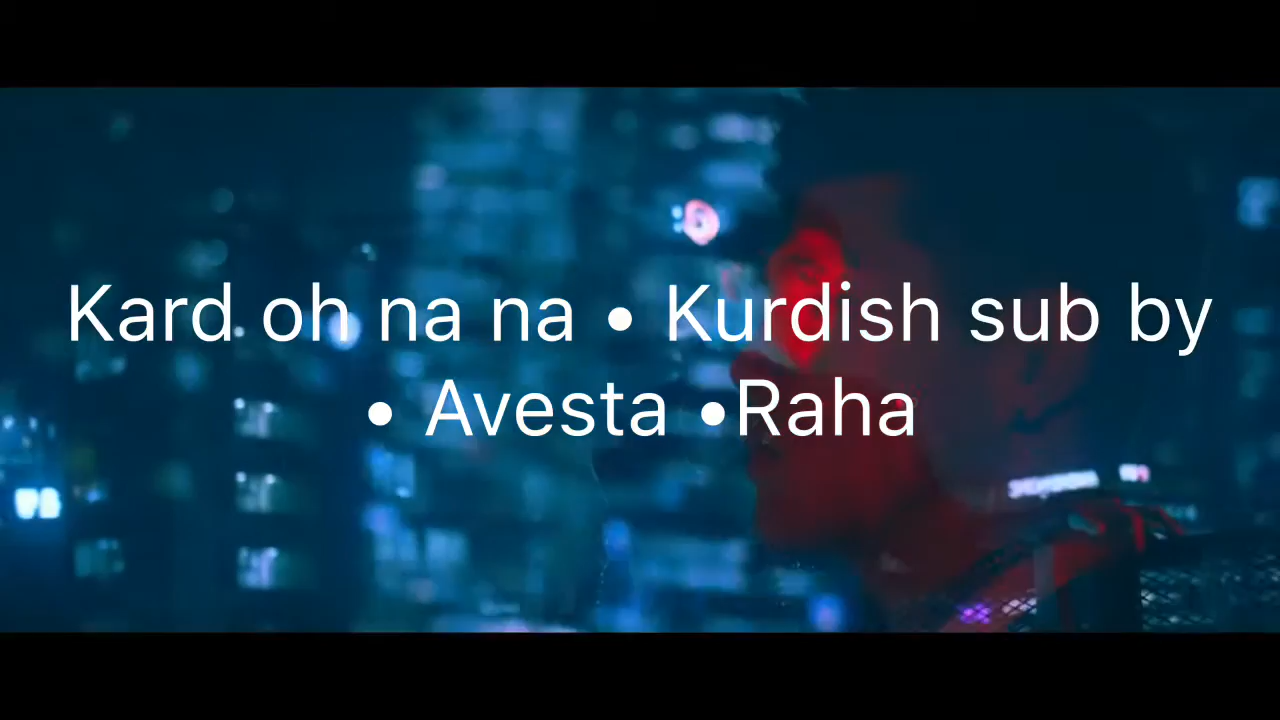 Kard oh na na • Kurdish sub by
• Avesta •Raha